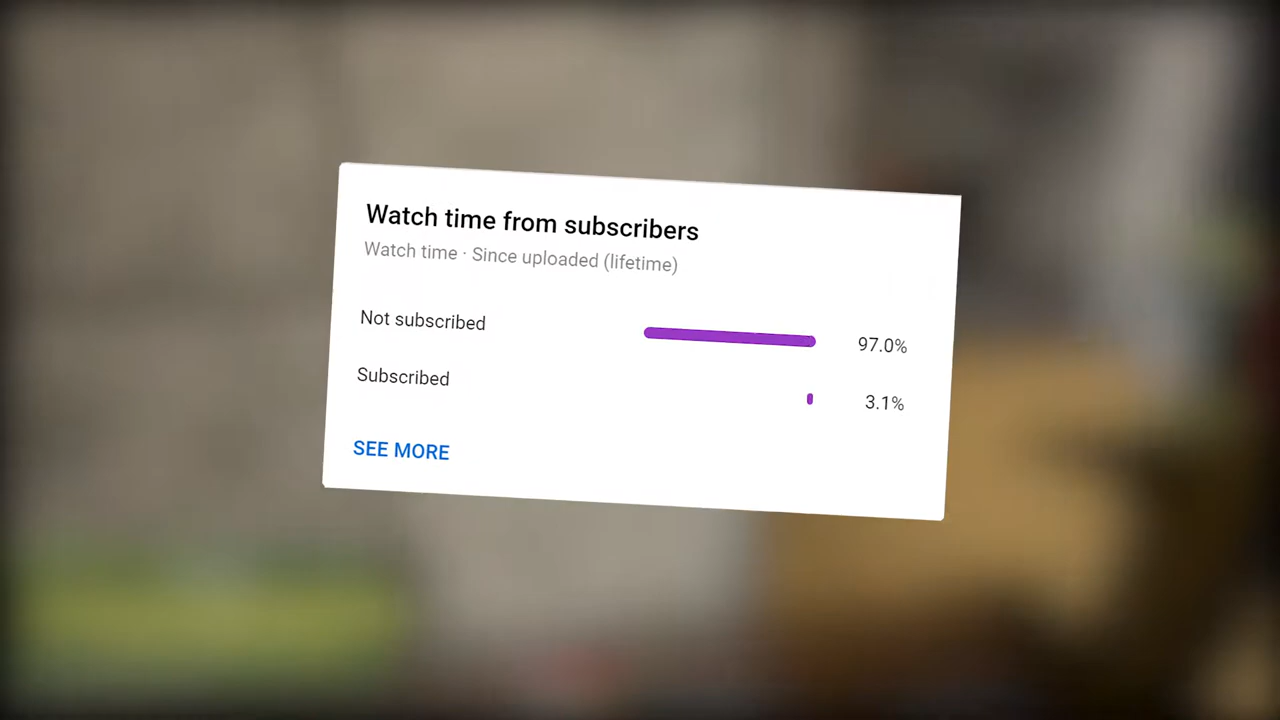 Watch time from subscribers
Watch time · Since uploaded (lifetime)
Not subscribed 97.0%
Subscribed 3.1%
SEE MORE